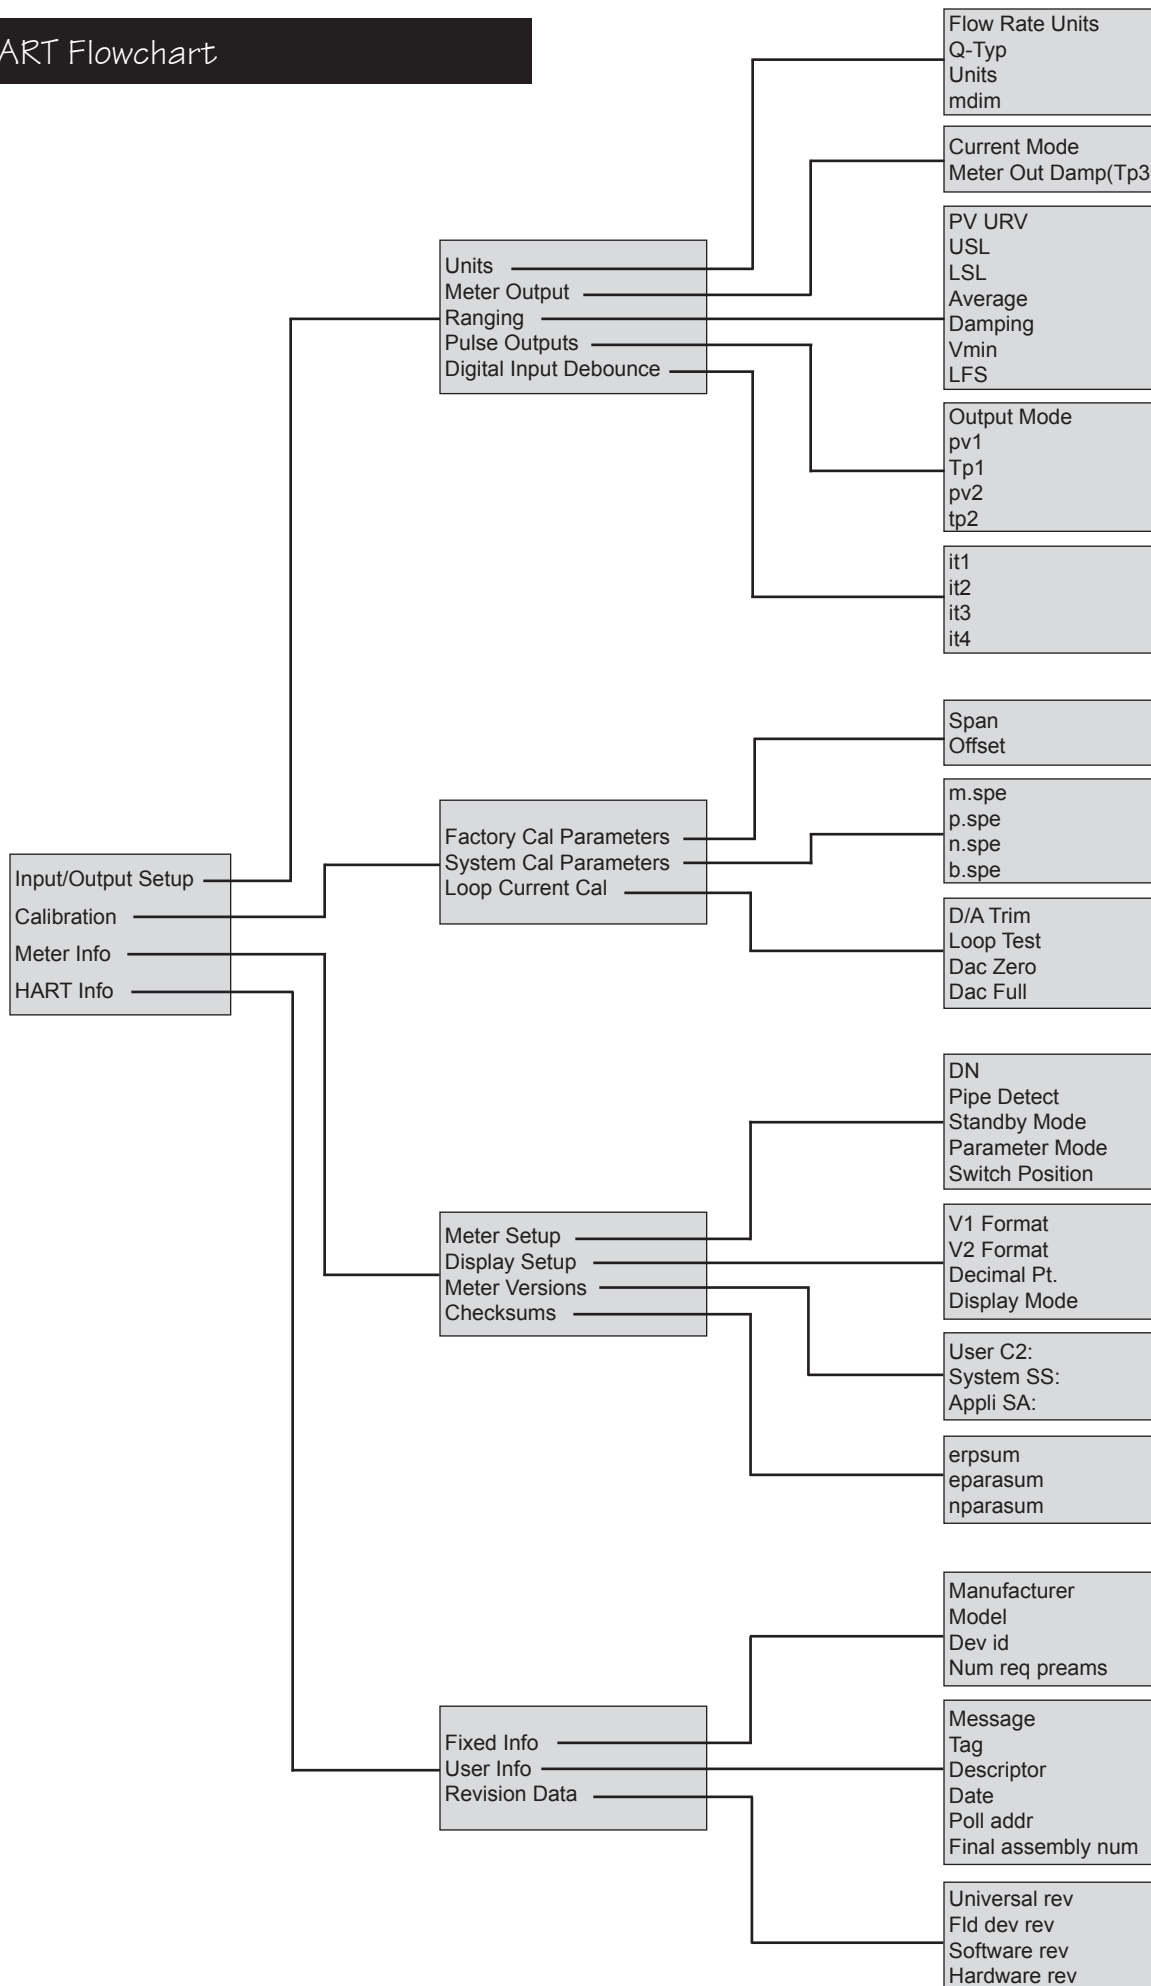 ART Flowchart
Flow Rate Units
Q-Typ
Units
mdim
Current Mode
Meter Out Damp(Tp3
PV URV
USL
LSL
Average
Damping
Vmin
LFS
Units
Meter Output
Ranging
Pulse Outputs
Digital Input Debounce
Output Mode
pv1
Tp1
pv2
tp2
it1
it2
it3
it4
Span
Offset
m.spe
p.spe
n.spe
b.spe
Factory Cal Parameters
System Cal Parameters
Loop Current Cal
Input/Output Setup
Calibration
Meter Info
HART Info
D/A Trim
Loop Test
Dac Zero
Dac Full
DN
Pipe Detect
Standby Mode
Parameter Mode
Switch Position
Meter Setup
Display Setup
Meter Versions
Checksums
V1 Format
V2 Format
Decimal Pt.
Display Mode
User C2:
System SS:
Appli SA:
erpsum
eparasum
nparasum
Manufacturer
Model
Dev id
Num req preams
Fixed Info
User Info
Revision Data
Message
Tag
Descriptor
Date
Poll addr
Final assembly num
Universal rev
Fld dev rev
Software rev
Hardware rev